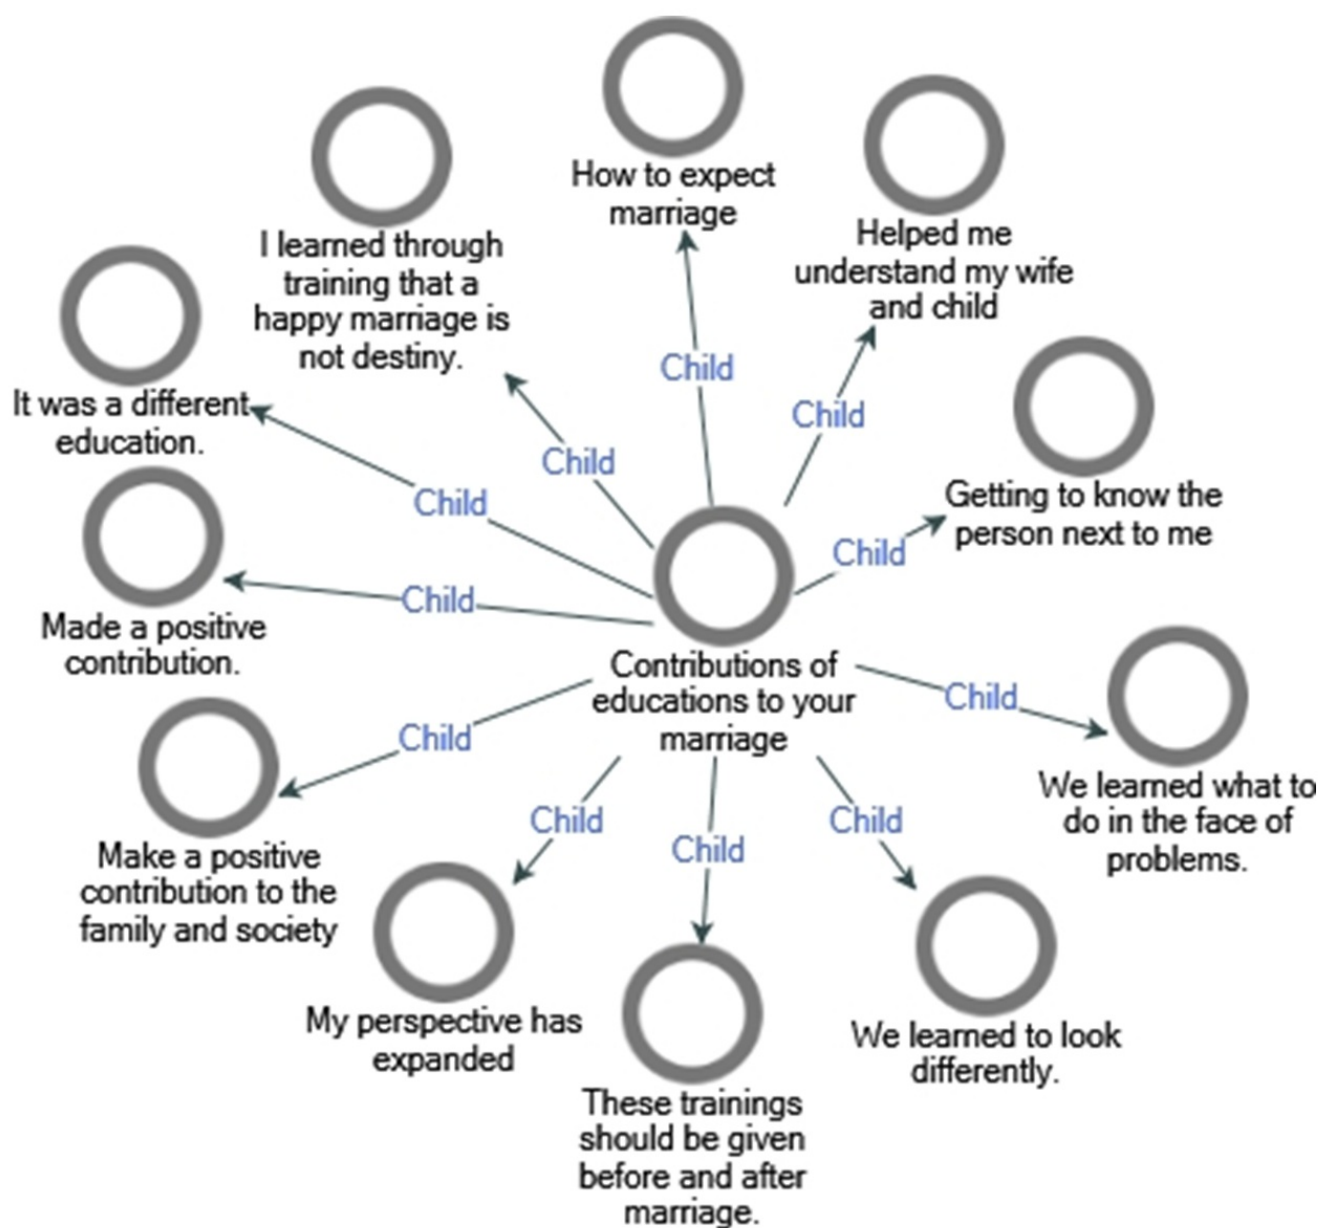 How to expect
marriage
Helped me
understand my wife
and child
I learned through
training that a
happy marriage is
not destiny.
It was a different
education.
Child
Child
Child
Child
Getting to know the
person next to me
Child
Child
Made a positive
contribution.
Contributions of
educations to your
marriage
Child
Child
We learned what to
do in the face of
problems.
Make a positive
contribution to the
family and society
Child
Child
Child
My perspective has
expanded
We learned to look
differently.
These trainings
should be given
before and after
marriage.